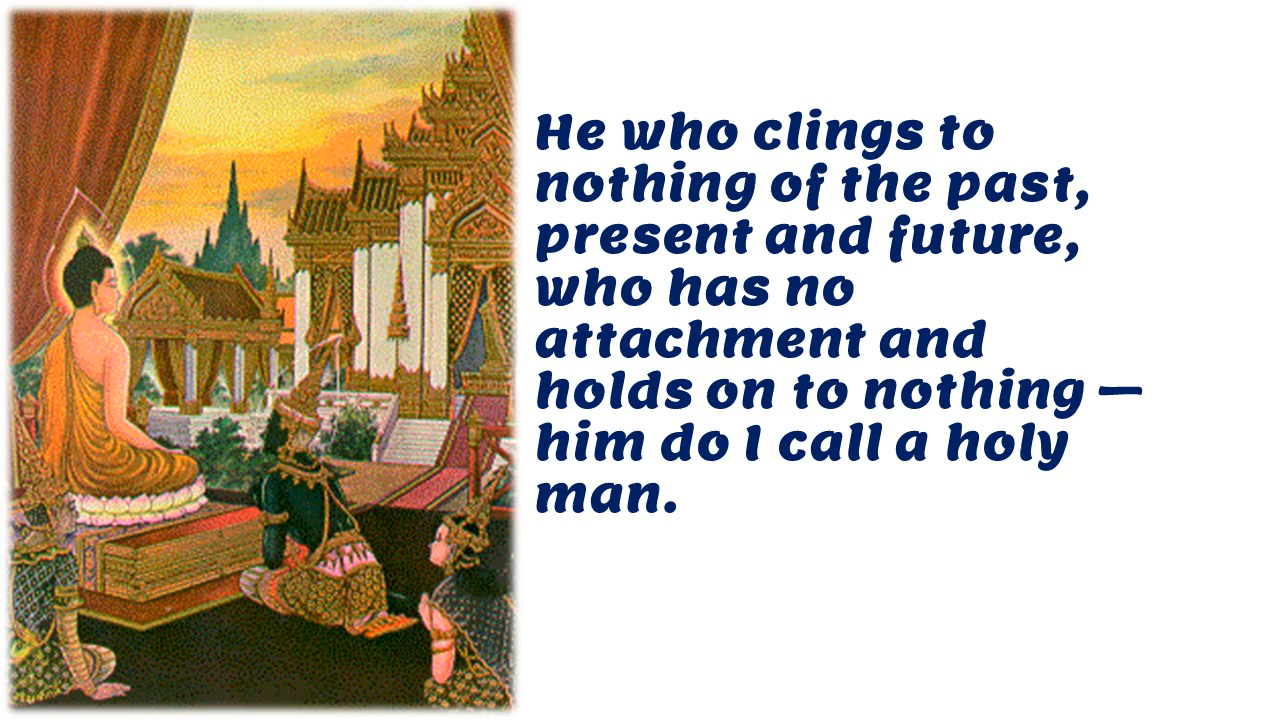 He who clings to
nothing of the past,
present and future,
who has no
attachment and
holds on to nothing —
him do I call a holy
man.